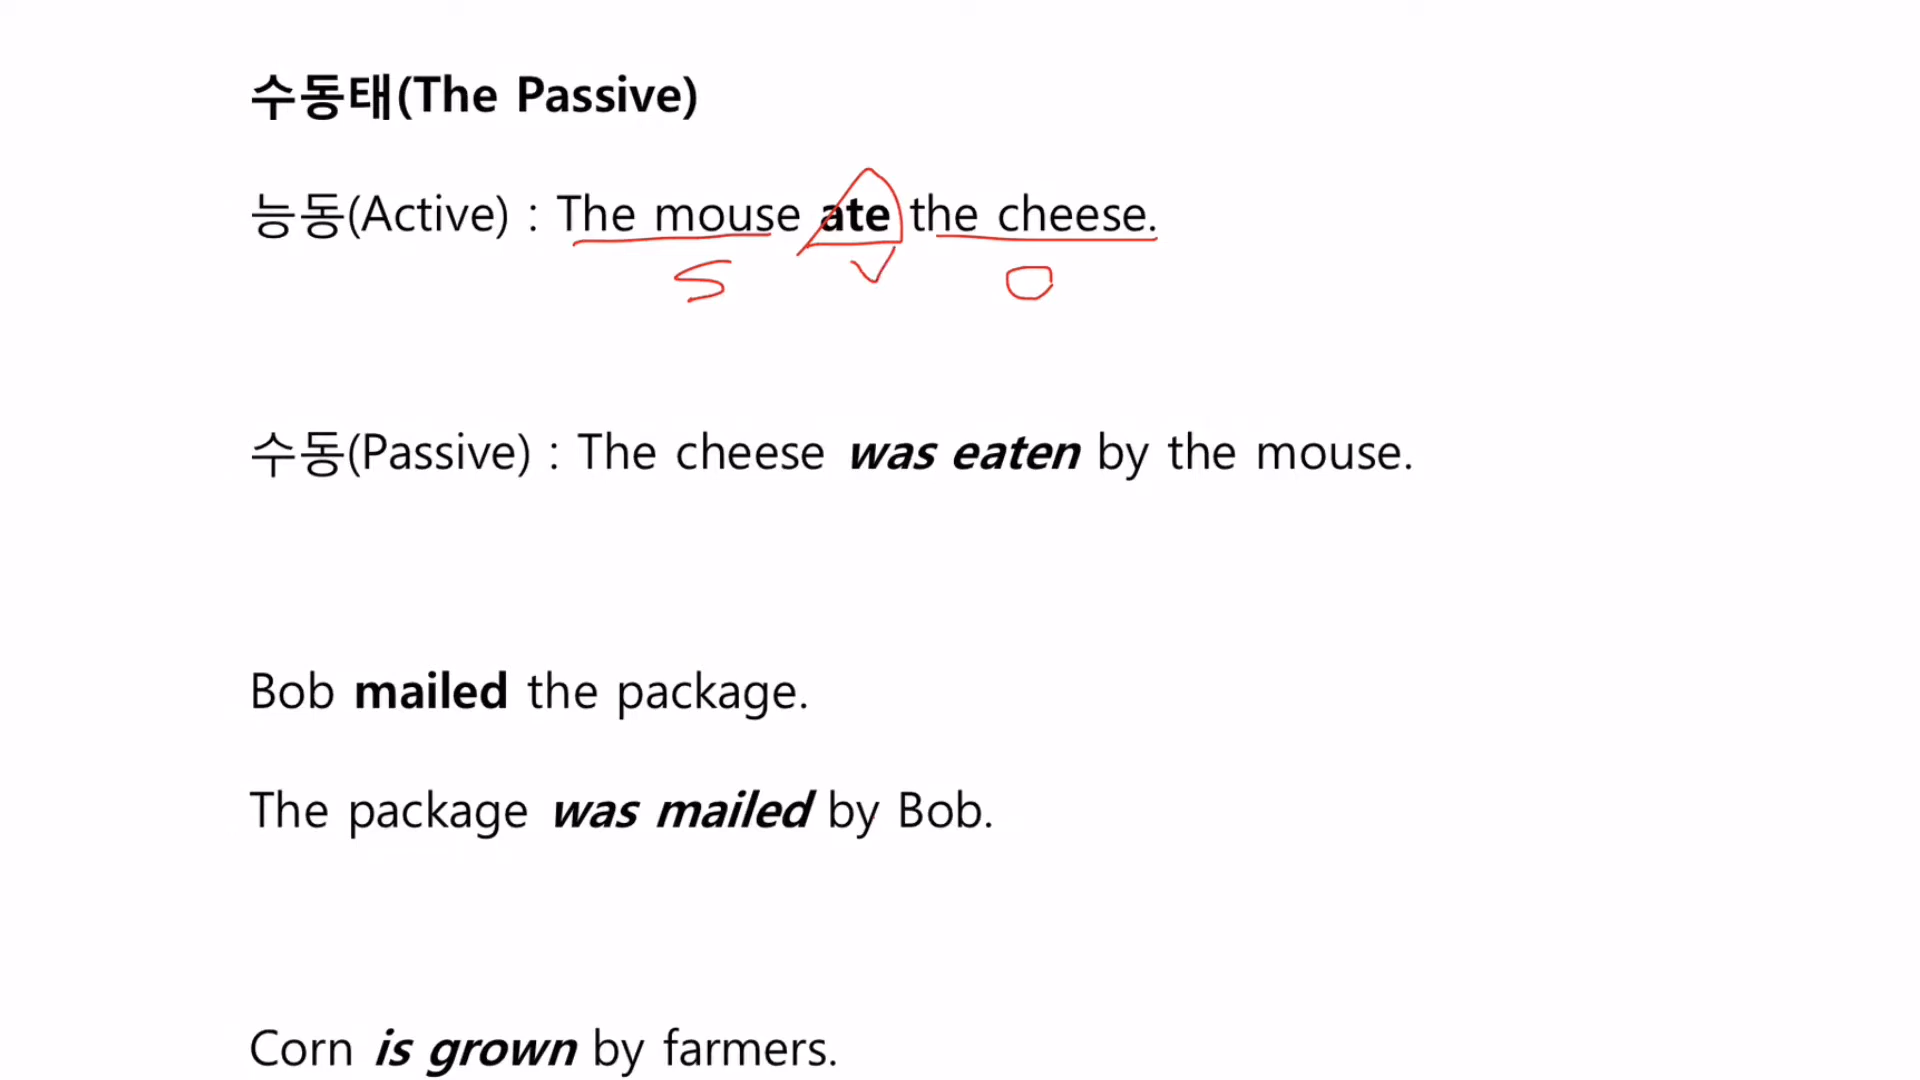 수동태(The Passive)
능동(Active) : The mouse ate the cheese.
S V O
수동(Passive) : The cheese was eaten by the mouse.
Bob mailed the package.
The package was mailed by Bob.
Corn is grown by farmers.